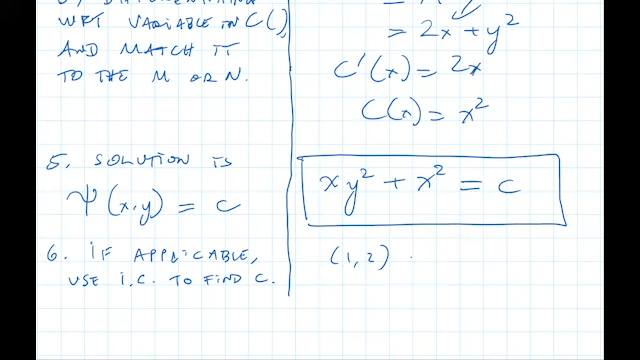 WRT VARIABLE IN C(),
AND MATCH IT
TO THE M OR N.
5. SOLUTION IS
Ψ(x,y) = c
6. IF APPLICABLE,
USE I.C. TO FIND C.
= 2x + y²
C'(x) = 2x
C(x) = x²
xy² + x² = c
(1,2)